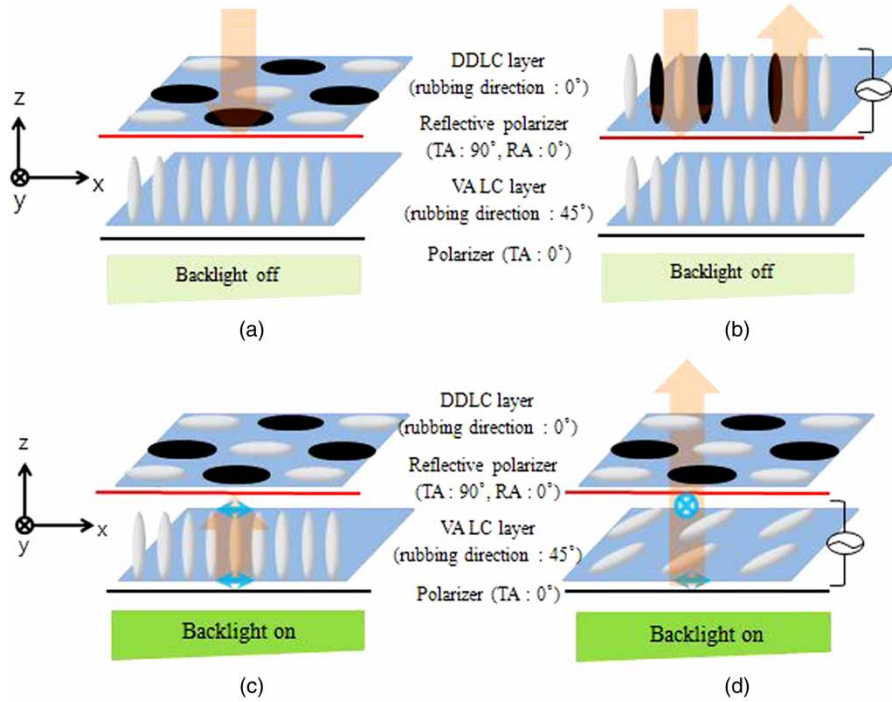 DDLC layer
(rubbing direction : 0˚)
Reflective polarizer
(TA : 90˚, RA : 0˚)
VA LC layer
(rubbing direction : 45˚)
Polarizer (TA : 0˚)
z
x
y
Backlight off
Backlight off
(a)
(b)
DDLC layer
(rubbing direction : 0˚)
Reflective polarizer
(TA : 90˚, RA : 0˚)
VA LC layer
(rubbing direction : 45˚)
Polarizer (TA : 0˚)
z
x
y
Backlight on
Backlight on
(c)
(d)